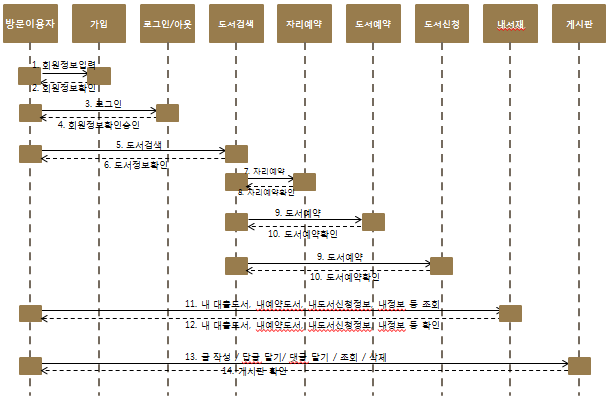 방문이용자
가입
로그인/아웃
도서검색
자리예약
도서예약
도서신청
내서재
게시판
1. 회원정보입력
2. 회원정보확인
3. 로그인
4. 회원정보확인승인
5. 도서검색
6. 도서정보확인
7. 자리예약
8. 자리예약확인
9. 도서예약
10. 도서예약확인
9. 도서예약
10. 도서예약확인
11. 내 대출도서, 내예약도서, 내도서신청정보, 내정보 등 조회
12. 내 대출도서, 내예약도서, 내도서신청정보, 내정보 등 확인
13. 글 작성 / 답글 달기/ 댓글 달기 / 조회 / 삭제
14. 게시판 확인